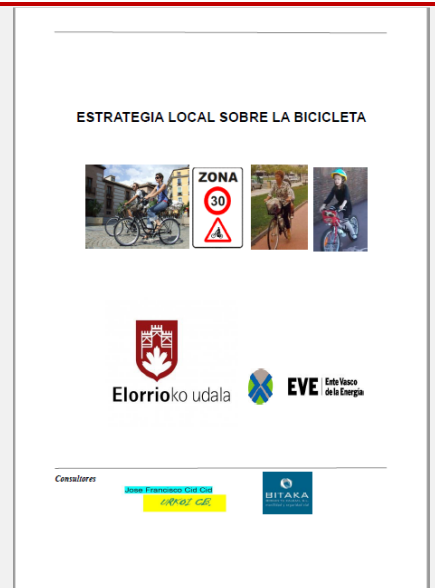 ESTRATEGIA LOCAL SOBRE LA BICICLETA
ZONA
30
Elorrioko udala
EVE Ente Vasco
de la Energía
Consultores
Jose Francisco Cid Cid
URKOI C.E.
BITAKA